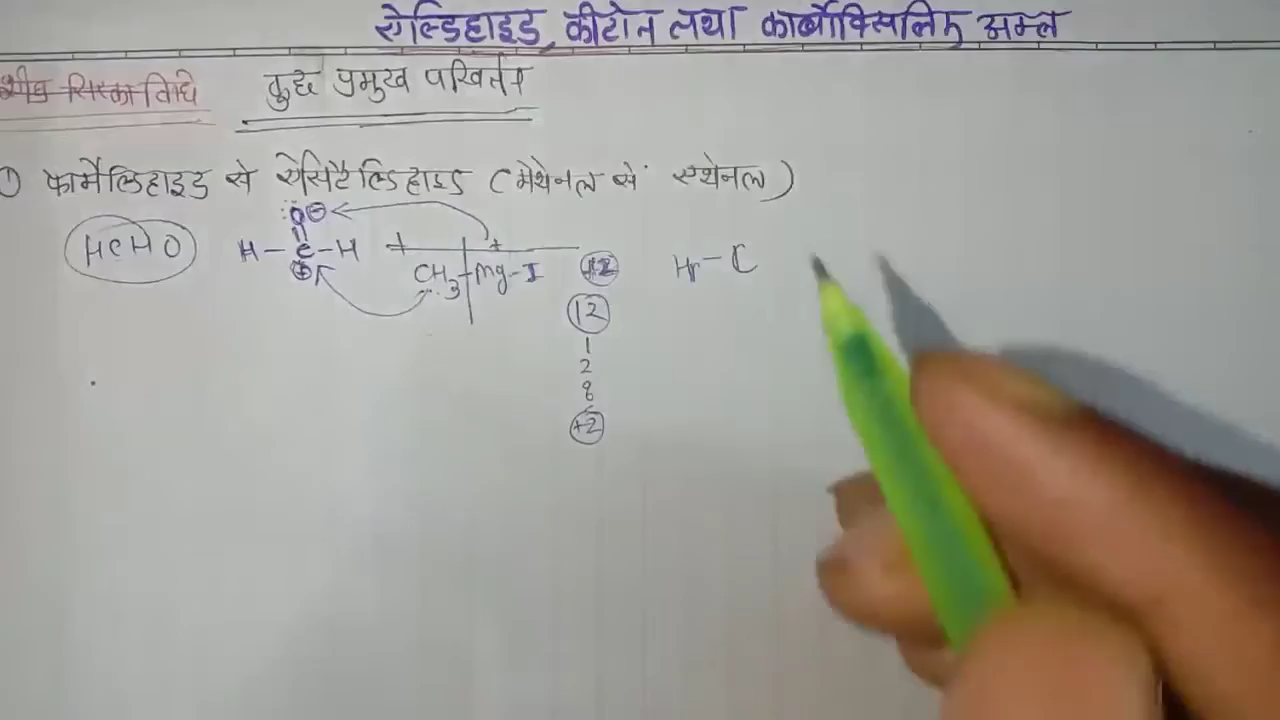 ऐल्डिहाइड, कीटोन तथा कार्बोक्सिलिक अम्ल
कुछ प्रमुख परिवर्तन
① फार्मैल्डिहाइड से ऐसिटैल्डिहाइड (मेथेनल से एथेनल)
HCHO H-C-H + CH3 Mg-I +2 H-C
O
12
1
2
8
+2